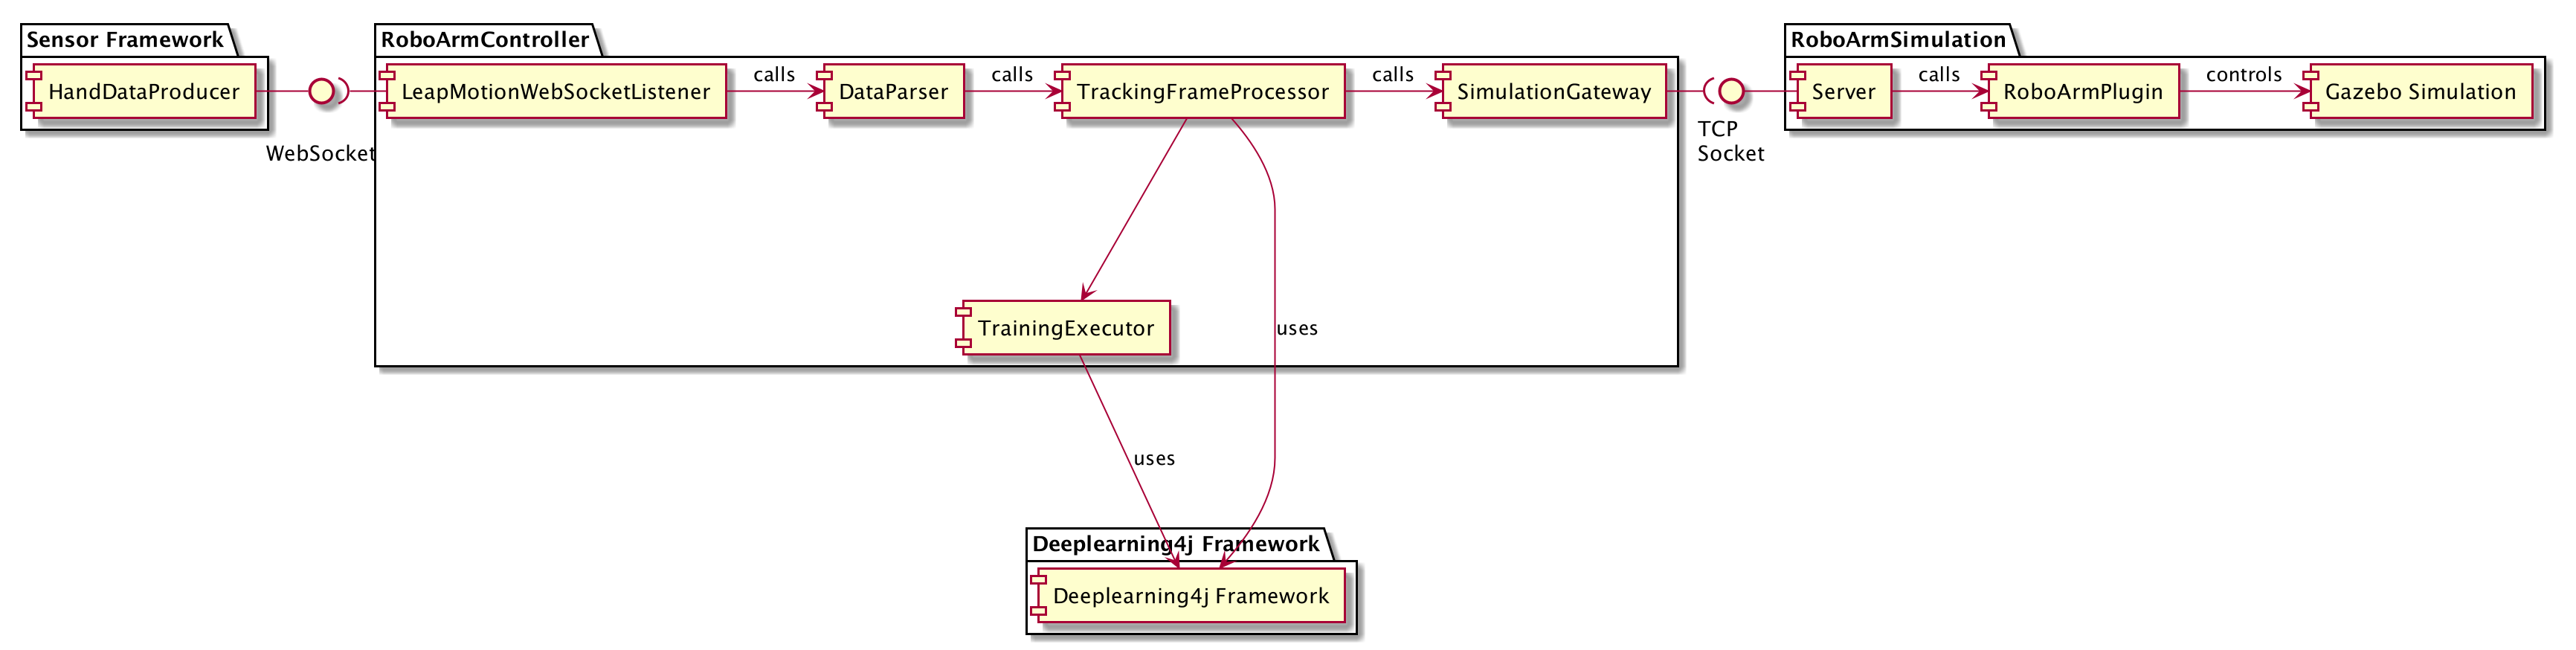 Sensor Framework
HandDataProducer
WebSocket
RoboArmController
LeapMotionWebSocketListener
calls
DataParser
calls
TrackingFrameProcessor
calls
SimulationGateway
TCP
Socket
RoboArmSimulation
Server
calls
RoboArmPlugin
controls
Gazebo Simulation
TrainingExecutor
uses
uses
Deeplearning4j Framework
Deeplearning4j Framework